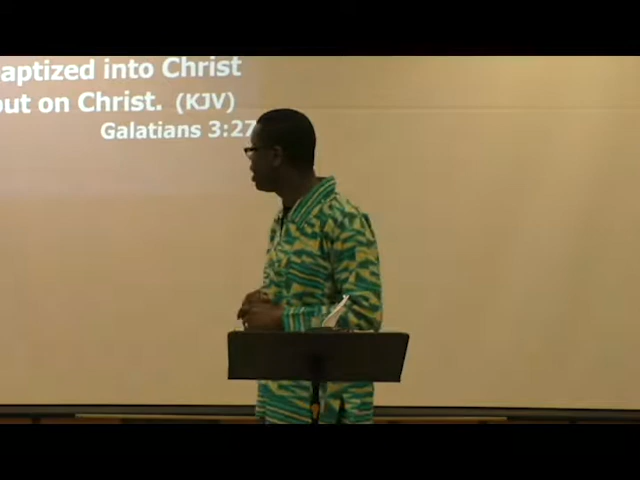 aptized into Christ
out on Christ. (KJV)
Galatians 3:27